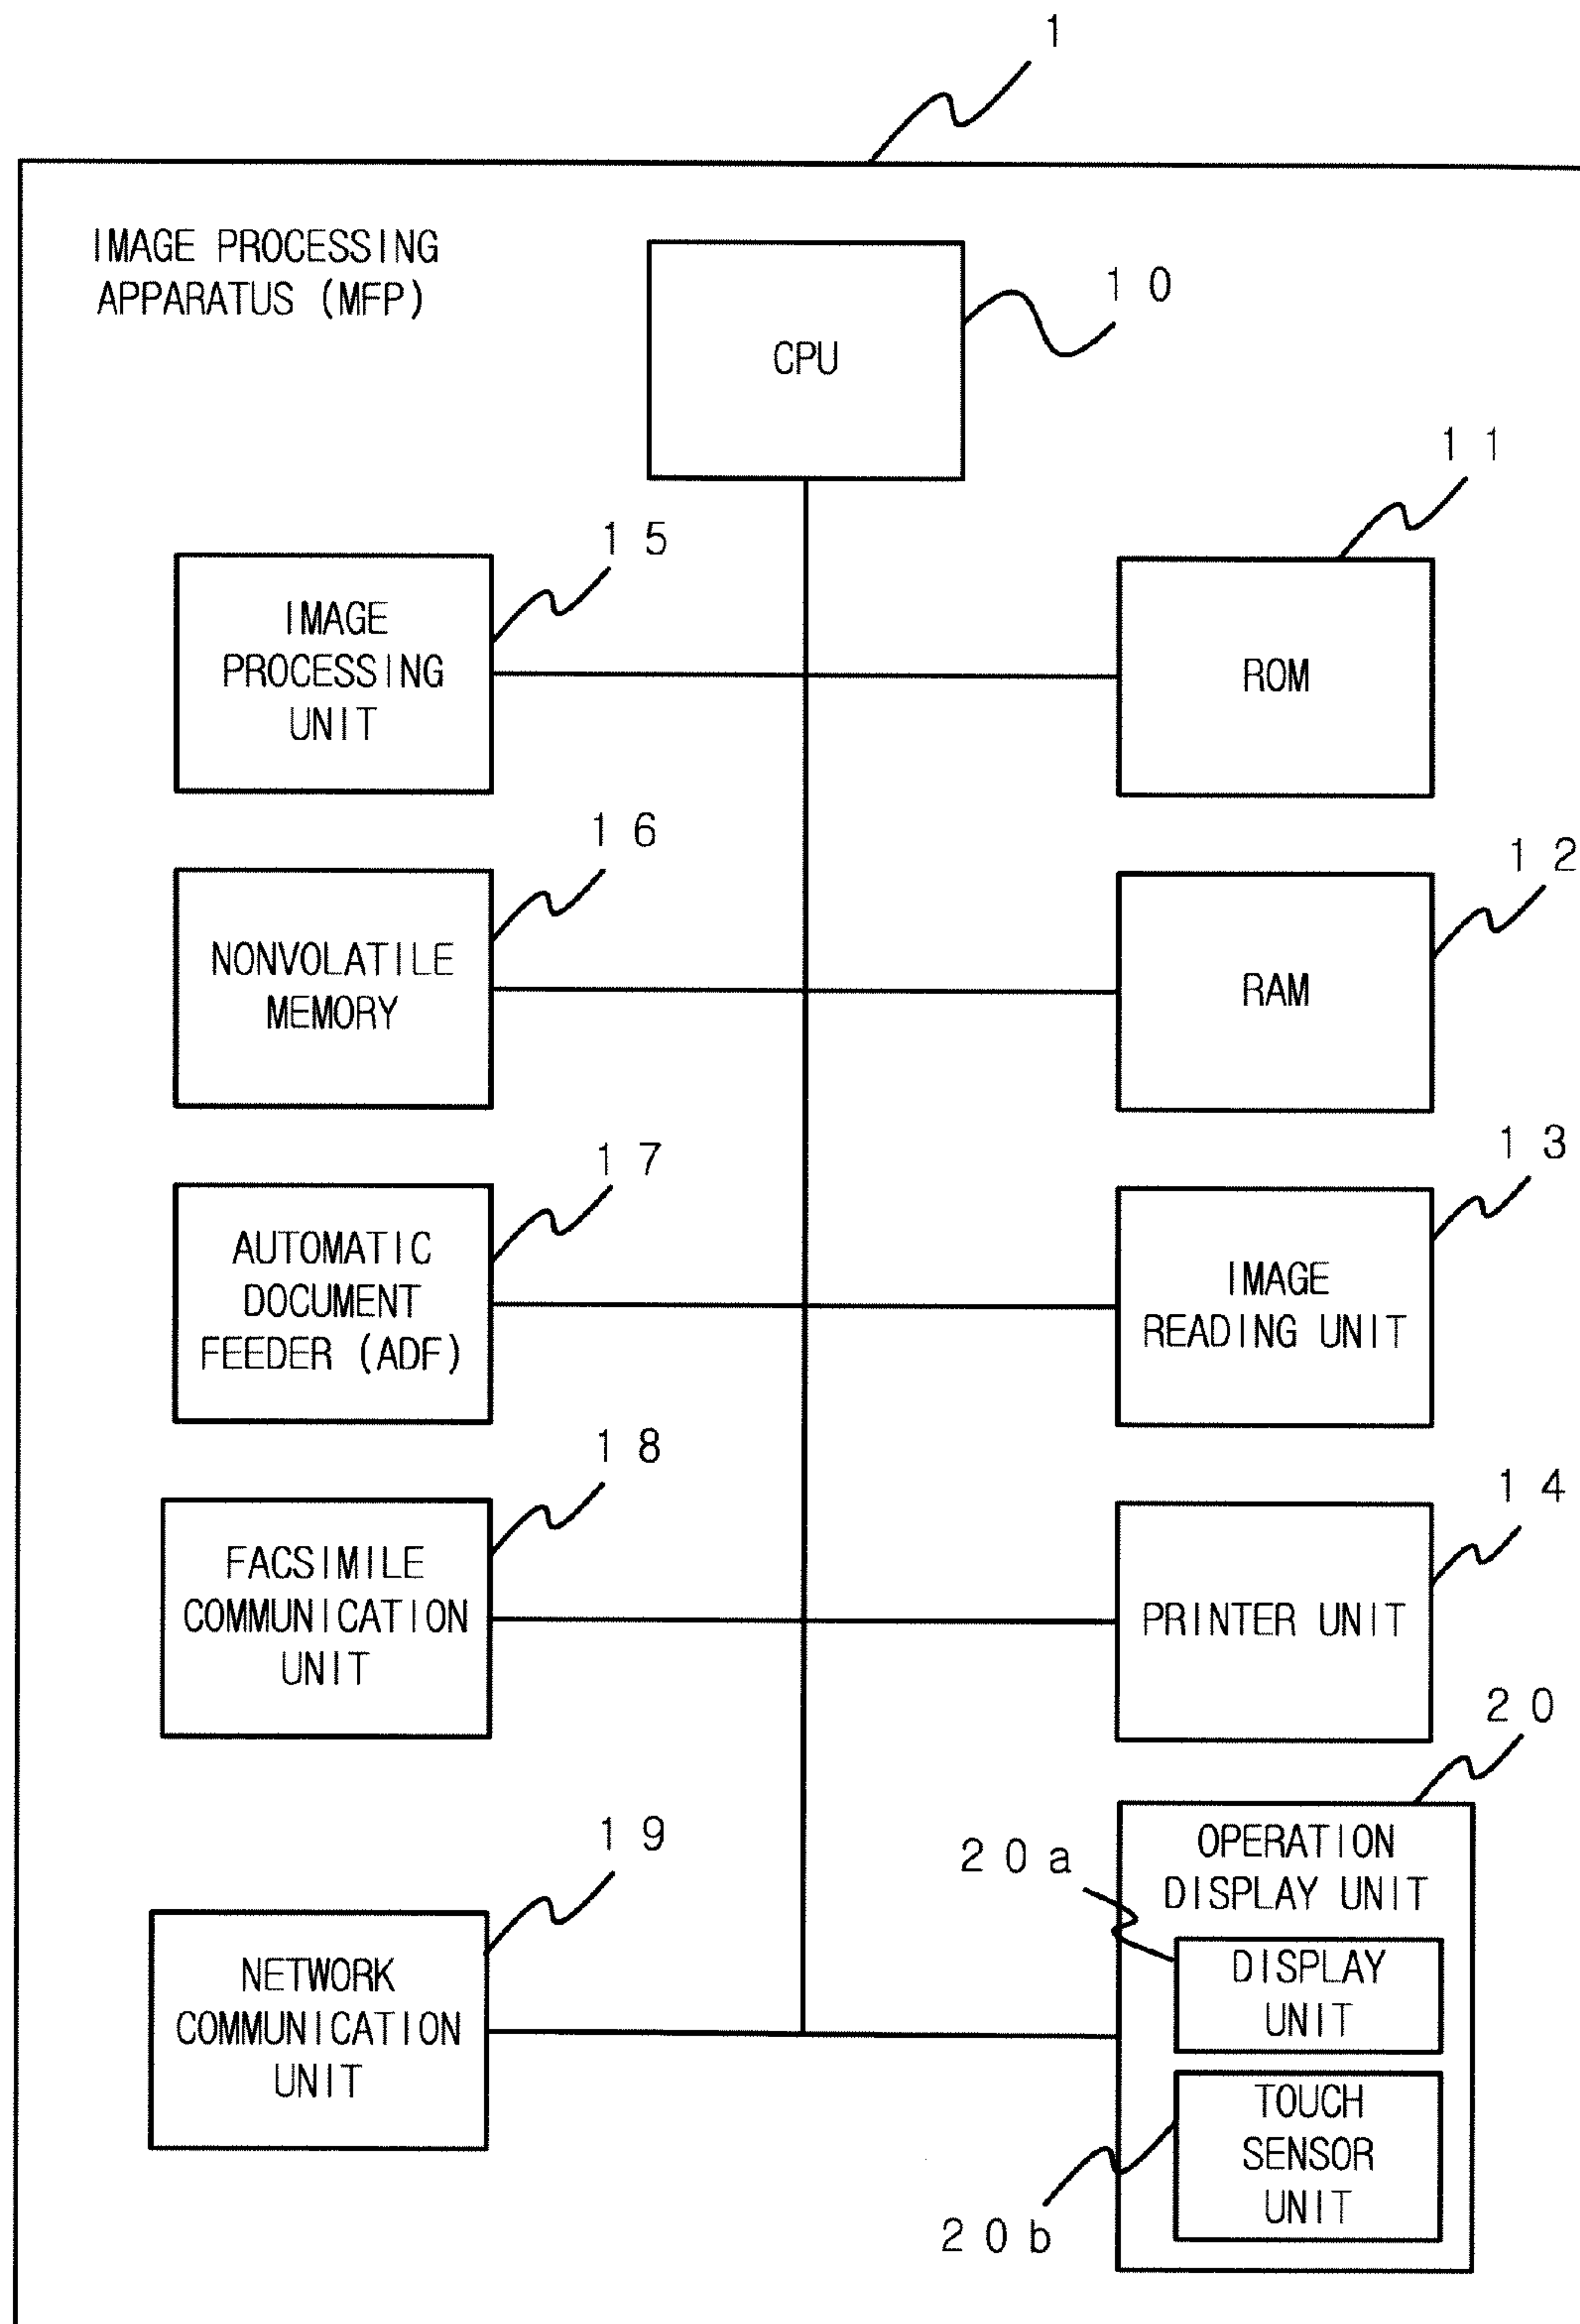 1
IMAGE PROCESSING
APPARATUS (MFP)
10
CPU
11
15
IMAGE
PROCESSING
UNIT
ROM
16
12
NONVOLATILE
MEMORY
RAM
17
13
AUTOMATIC
DOCUMENT
FEEDER (ADF)
IMAGE
READING UNIT
18
14
FACSIMILE
COMMUNICATION
UNIT
PRINTER UNIT
20
19
20a
OPERATION
DISPLAY UNIT
NETWORK
COMMUNICATION
UNIT
DISPLAY
UNIT
TOUCH
SENSOR
UNIT
20b